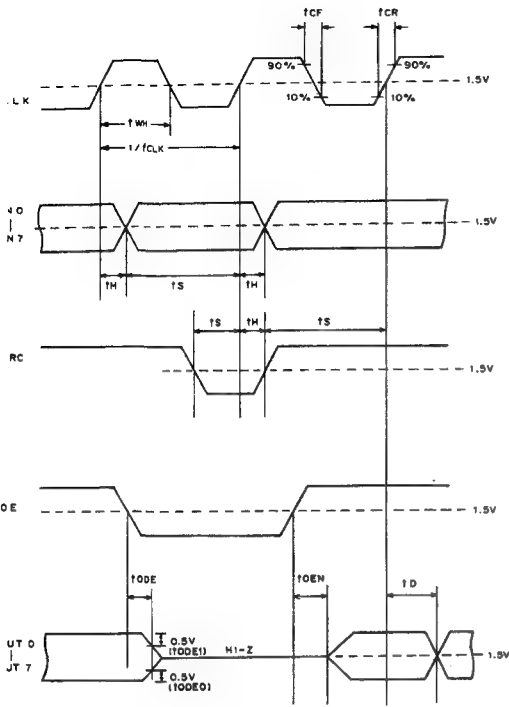 tCF tCR
90% 90%
.LK 1.5V
10% 10%
tWH
1/fCLK
N0
N7 1.5V
tH tS tH
tS tH tS
RC 1.5V
OE 1.5V
tODE tOEN tD
UT 0
UT 7
0.5V
(tODE1)
HI-Z
1.5V
0.5V
(tODE0)